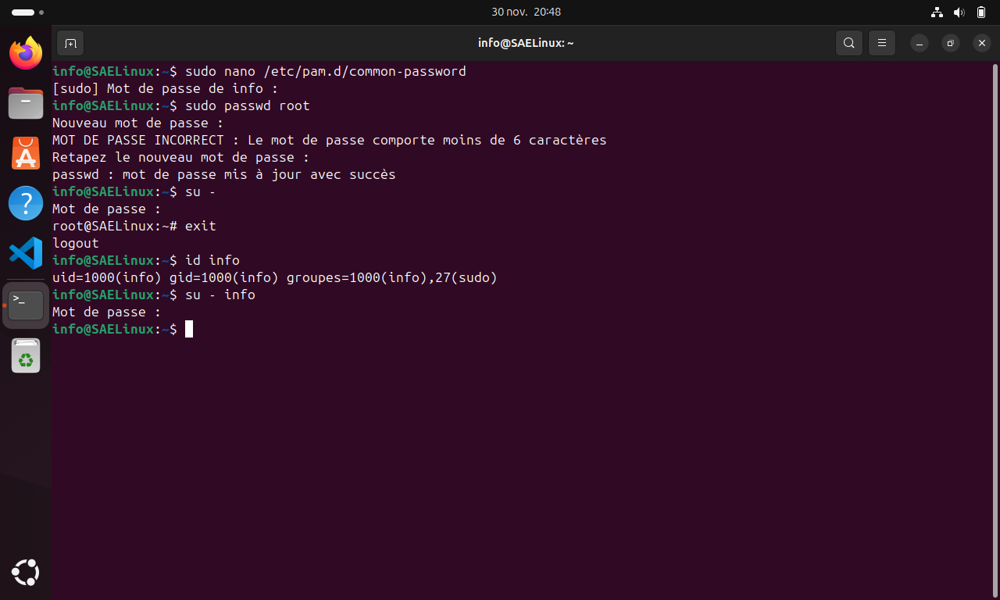 30 nov. 20:48
info@SAELinux: ~
info@SAELinux:~$ sudo nano /etc/pam.d/common-password
[sudo] Mot de passe de info :
info@SAELinux:~$ sudo passwd root
Nouveau mot de passe :
MOT DE PASSE INCORRECT : Le mot de passe comporte moins de 6 caractères
Retapez le nouveau mot de passe :
passwd : mot de passe mis à jour avec succès
info@SAELinux:~$ su -
Mot de passe :
root@SAELinux:~# exit
logout
info@SAELinux:~$ id info
uid=1000(info) gid=1000(info) groupes=1000(info),27(sudo)
info@SAELinux:~$ su - info
Mot de passe :
info@SAELinux:~$